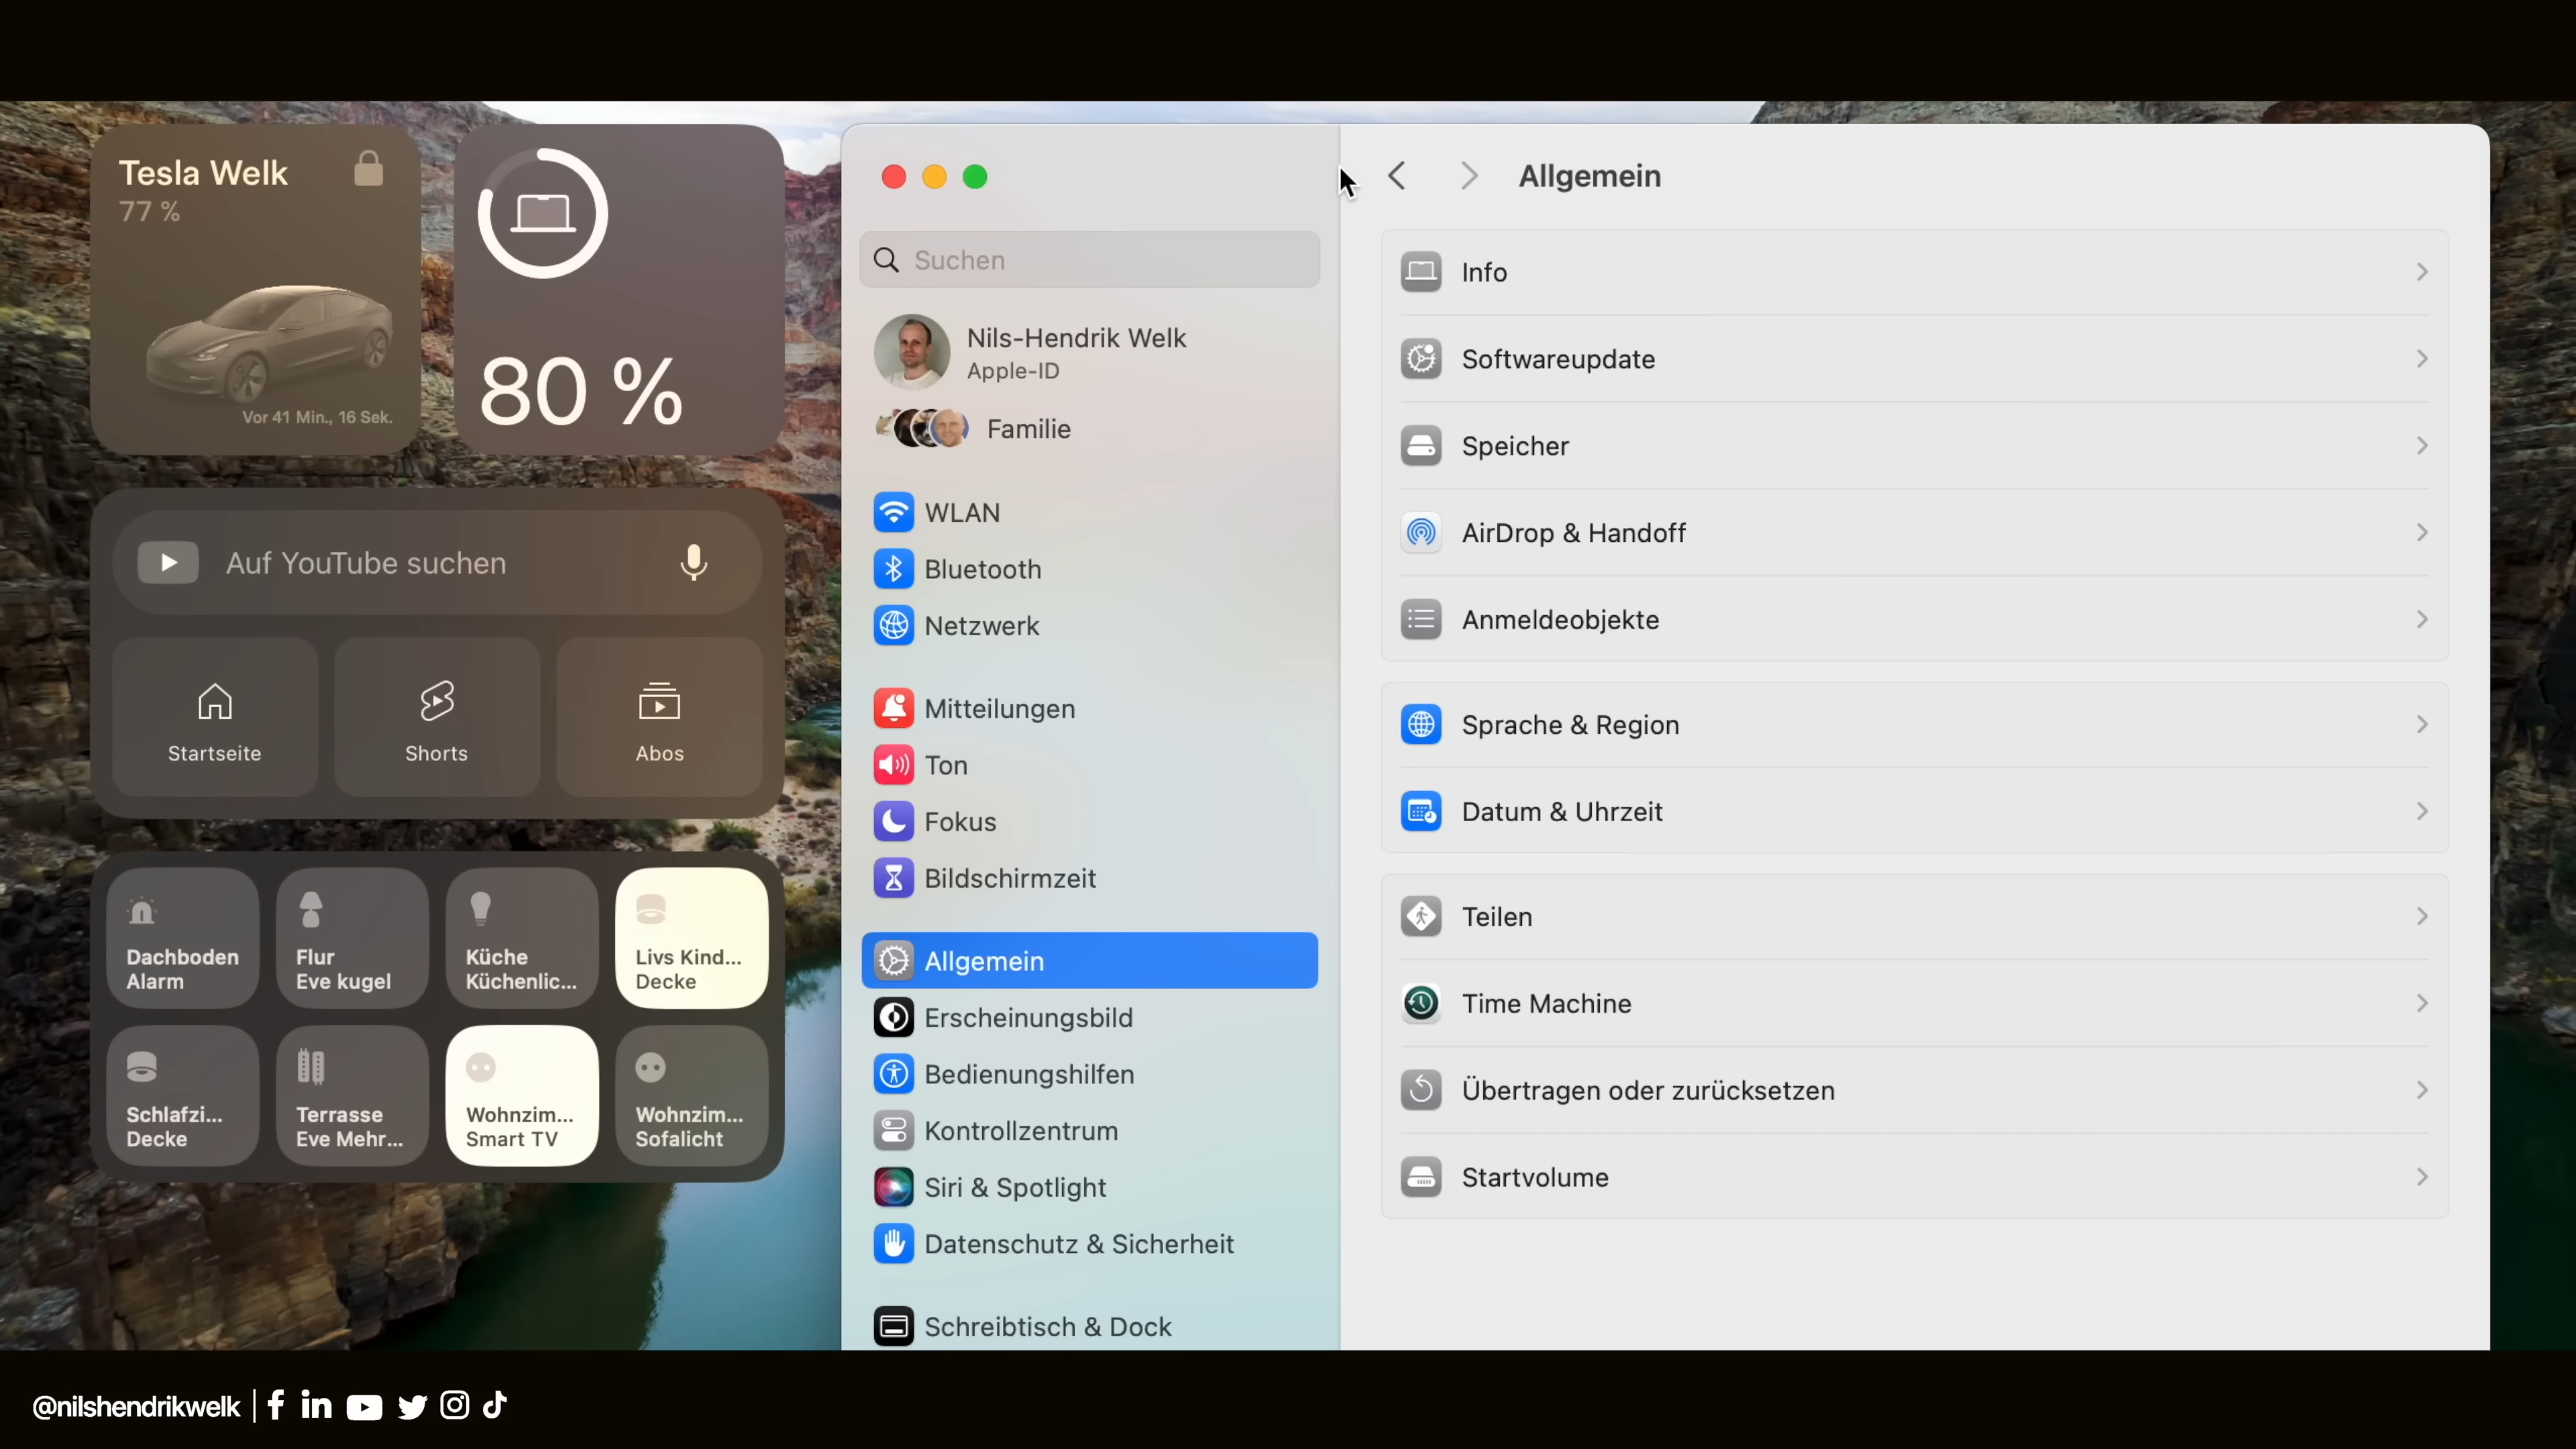 Tesla Welk
77 %
Vor 41 Min., 16 Sek.
80 %
Auf YouTube suchen
Startseite
Shorts
Abos
Dachboden
Alarm
Flur
Eve kugel
Küche
Küchenlic...
Livs Kind...
Decke
Schlafzi...
Decke
Terrasse
Eve Mehr...
Wohnzim...
Smart TV
Wohnzim...
Sofalicht
Suchen
Nils-Hendrik Welk
Apple-ID
Familie
WLAN
Bluetooth
Netzwerk
Mitteilungen
Ton
Fokus
Bildschirmzeit
Allgemein
Erscheinungsbild
Bedienungshilfen
Kontrollzentrum
Siri & Spotlight
Datenschutz & Sicherheit
Schreibtisch & Dock
Allgemein
Info
Softwareupdate
Speicher
AirDrop & Handoff
Anmeldeobjekte
Sprache & Region
Datum & Uhrzeit
Teilen
Time Machine
Übertragen oder zurücksetzen
Startvolume
@nilshendrikwelk